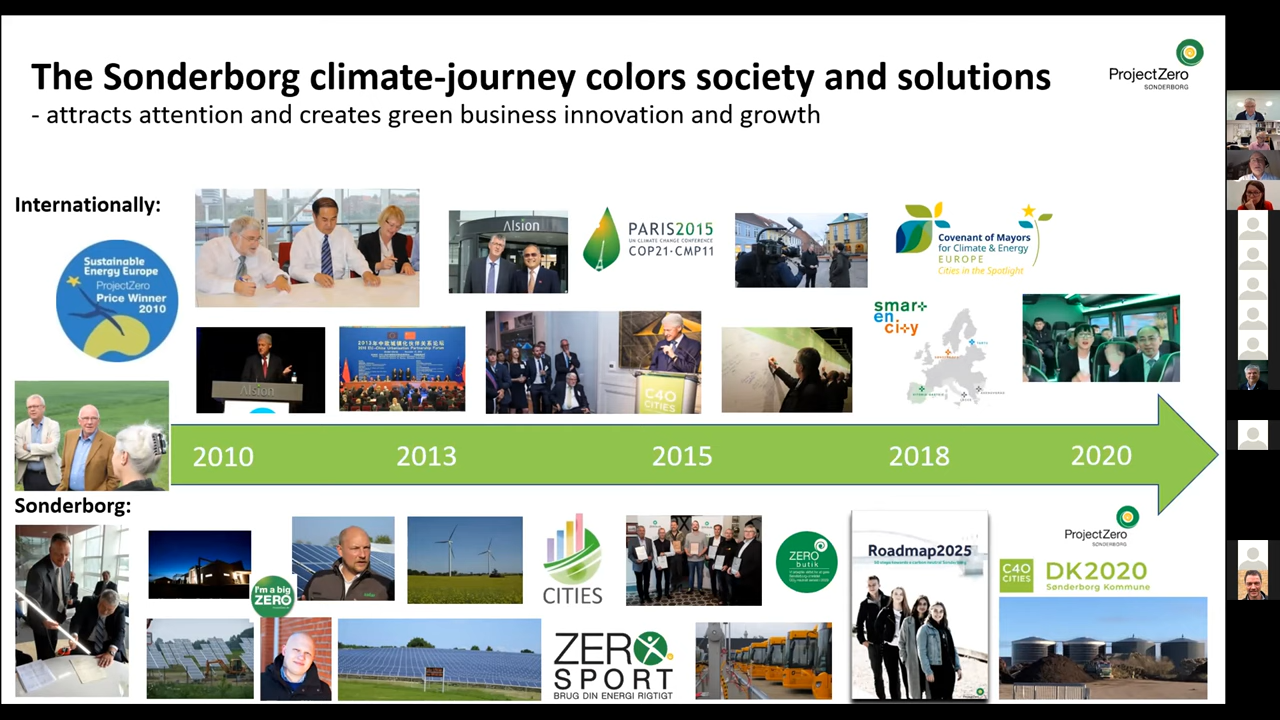 The Sonderborg climate-journey colors society and solutions
- attracts attention and creates green business innovation and growth
ProjectZero
SONDERBORG
Internationally:
Sustainable
Energy Europe
ProjectZero
Price Winner
2010
Alsion
PARIS2015
UN CLIMATE CHANGE CONFERENCE
COP21·CMP11
Covenant of Mayors
for Climate & Energy
EUROPE
Cities in the Spotlight
smar
en
city
Alsion
C40
CITIES
2010
2013
2015
2018
2020
Sonderborg:
I'm a big
ZERO
CITIES
ZERO
butik
ZERO
SPORT
BRUG DIN ENERGI RIGTIGT
Roadmap2025
ProjectZero
SONDERBORG
C40
CITIES
DK2020
Sønderborg Kommune